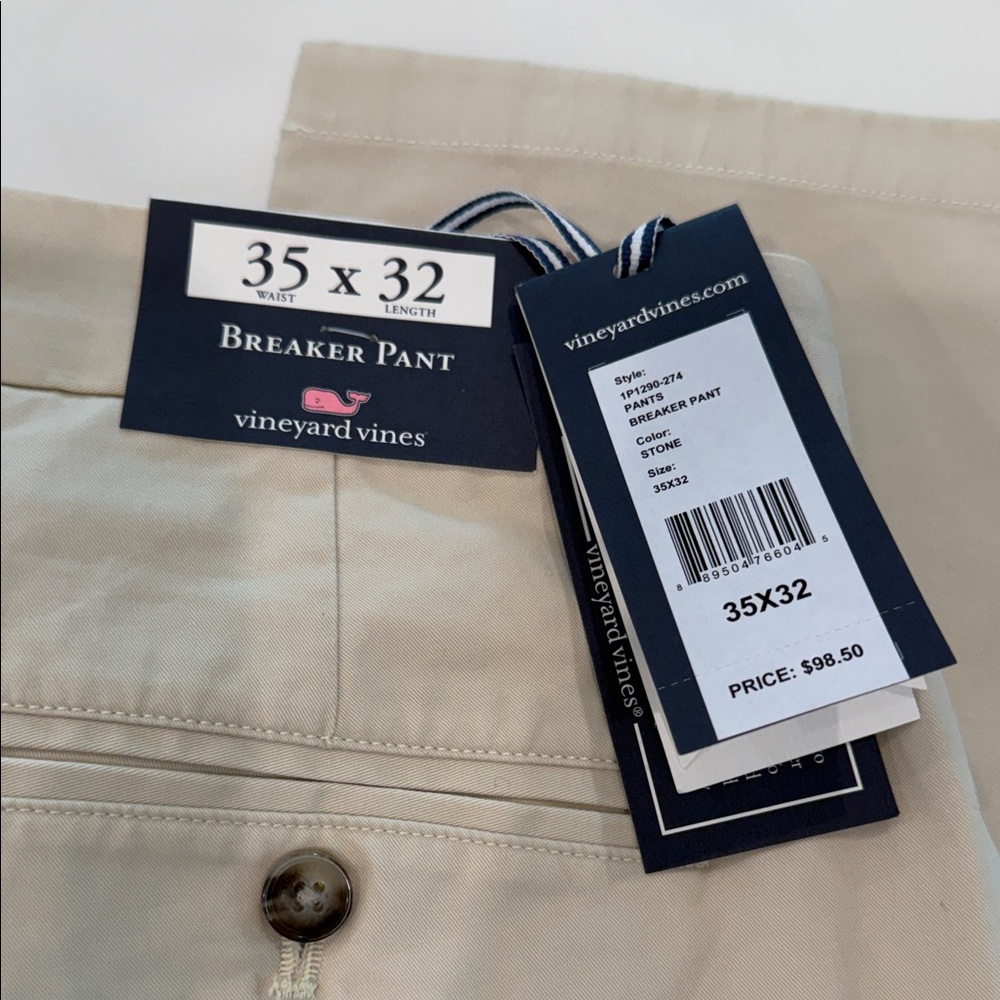 35 x 32
WAIST
LENGTH
BREAKER PANT
vineyard vines
vineyardvines.com
Style:
1P1290-274
PANTS
BREAKER PANT
Color:
STONE
Size:
35X32
8 89504 76604 5
35X32
PRICE: $98.50
vineyard vines®